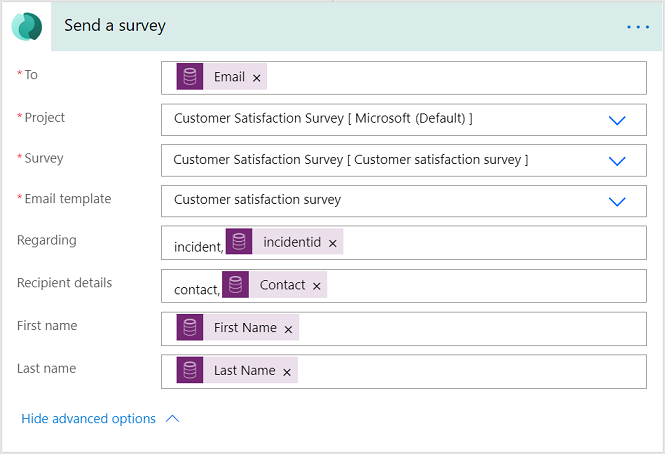 Send a survey
* To Email ×
* Project Customer Satisfaction Survey [ Microsoft (Default) ]
* Survey Customer Satisfaction Survey [ Customer satisfaction survey ]
* Email template Customer satisfaction survey
Regarding incident, incidentid ×
Recipient details contact, Contact ×
First name First Name ×
Last name Last Name ×
Hide advanced options